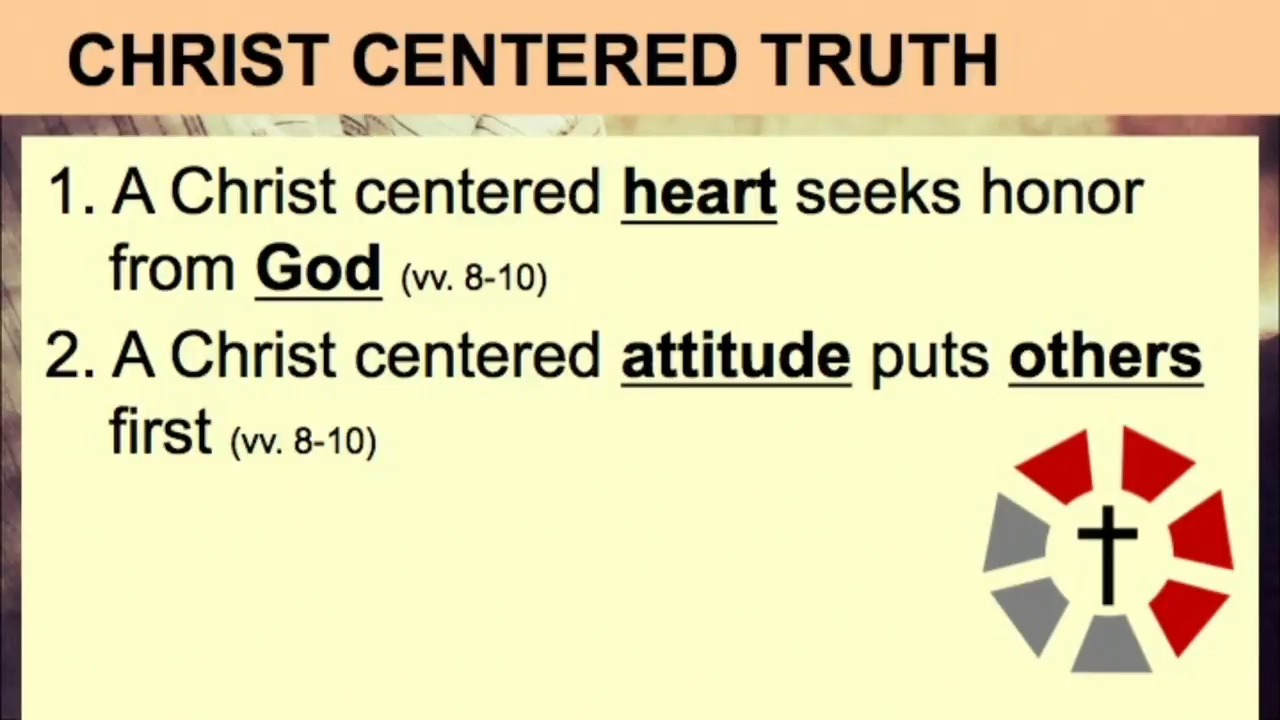 CHRIST CENTERED TRUTH
1. A Christ centered heart seeks honor
from God (vv. 8-10)
2. A Christ centered attitude puts others
first (vv. 8-10)